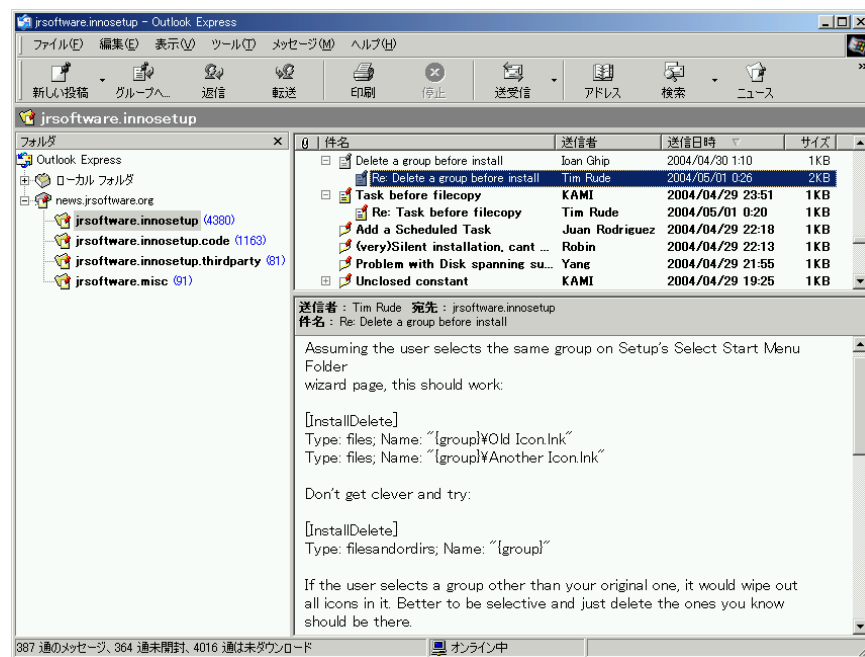 jrsoftware.innosetup - Outlook Express
ファイル(F) 編集(E) 表示(V) ツール(T) メッセージ(M) ヘルプ(H)
新しい投稿 グループへ... 返信 転送 印刷 停止 送受信 アドレス 検索 ニュース
jrsoftware.innosetup
フォルダ
Outlook Express
ローカル フォルダ
news.jrsoftware.org
jrsoftware.innosetup (4380)
jrsoftware.innosetup.code (1163)
jrsoftware.innosetup.thirdparty (81)
jrsoftware.misc (91)
件名 送信者 送信日時 サイズ
Delete a group before install Ioan Ghip 2004/04/30 1:10 1KB
Re: Delete a group before install Tim Rude 2004/05/01 0:26 2KB
Task before filecopy KAMI 2004/04/29 23:51 1KB
Re: Task before filecopy Tim Rude 2004/05/01 0:20 1KB
Add a Scheduled Task Juan Rodriguez 2004/04/29 22:18 1KB
(very)Silent installation, cant ... Robin 2004/04/29 22:13 1KB
Problem with Disk spanning su... Yang 2004/04/29 21:55 1KB
Unclosed constant KAMI 2004/04/29 19:25 1KB
送信者 : Tim Rude 宛先 : jrsoftware.innosetup
件名 : Re: Delete a group before install
Assuming the user selects the same group on Setup's Select Start Menu
Folder
wizard page, this should work:
[InstallDelete]
Type: files; Name: "{group}¥Old Icon.lnk"
Type: files; Name: "{group}¥Another Icon.lnk"
Don't get clever and try:
[InstallDelete]
Type: filesandordirs; Name: "{group}"
If the user selects a group other than your original one, it would wipe out
all icons in it. Better to be selective and just delete the ones you know
should be there.
387 通のメッセージ、364 通未開封、4016 通は未ダウンロード オンライン中